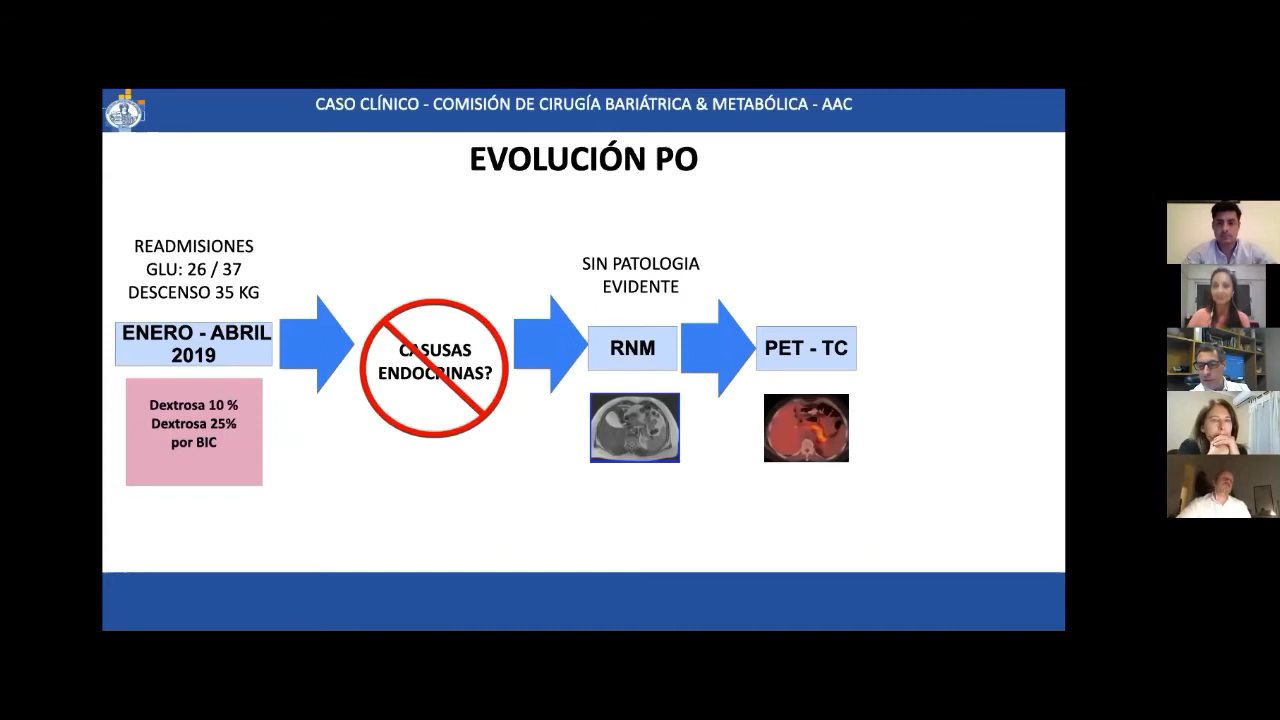 CASO CLÍNICO - COMISIÓN DE CIRUGÍA BARIÁTRICA & METABÓLICA - AAC
EVOLUCIÓN PO
READMISIONES
GLU: 26 / 37
DESCENSO 35 KG
ENERO - ABRIL
2019
Dextrosa 10 %
Dextrosa 25%
por BIC
CASUSAS
ENDOCRINAS?
SIN PATOLOGIA
EVIDENTE
RNM
PET - TC